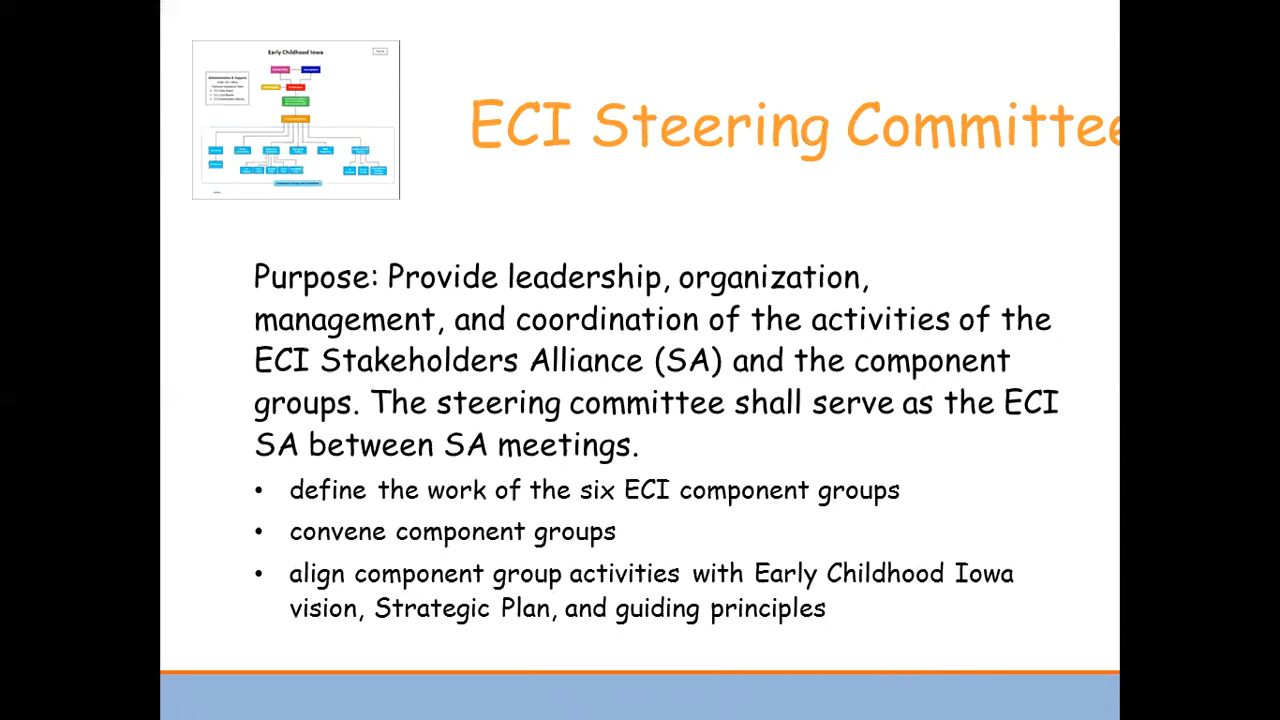 Early Childhood Iowa
Administration & Support
ECI Steering Committee
Purpose: Provide leadership, organization,
management, and coordination of the activities of the
ECI Stakeholders Alliance (SA) and the component
groups. The steering committee shall serve as the ECI
SA between SA meetings.
• define the work of the six ECI component groups
• convene component groups
• align component group activities with Early Childhood Iowa
vision, Strategic Plan, and guiding principles